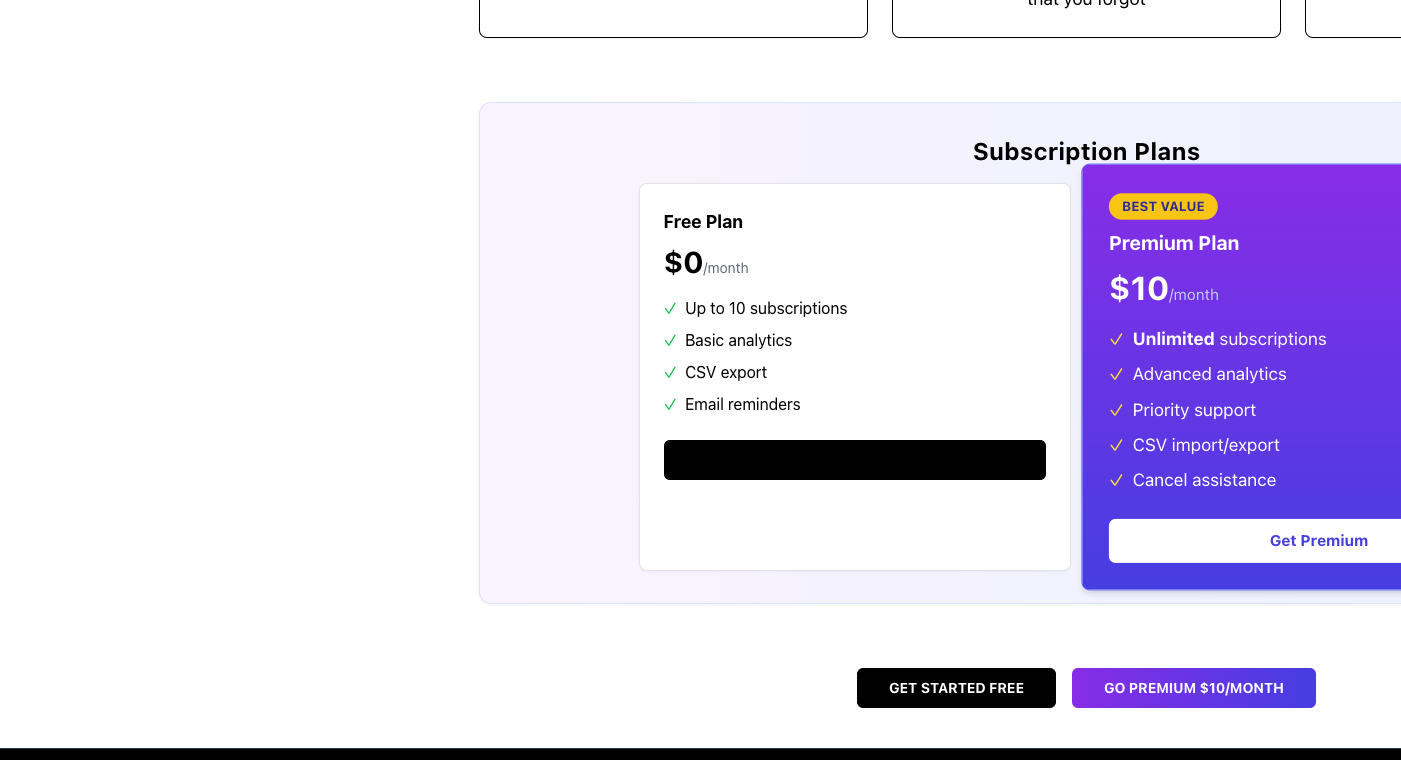 that you forgot
Subscription Plans
Free Plan
$0/month
Up to 10 subscriptions
Basic analytics
CSV export
Email reminders
BEST VALUE
Premium Plan
$10/month
Unlimited subscriptions
Advanced analytics
Priority support
CSV import/export
Cancel assistance
Get Premium
GET STARTED FREE
GO PREMIUM $10/MONTH